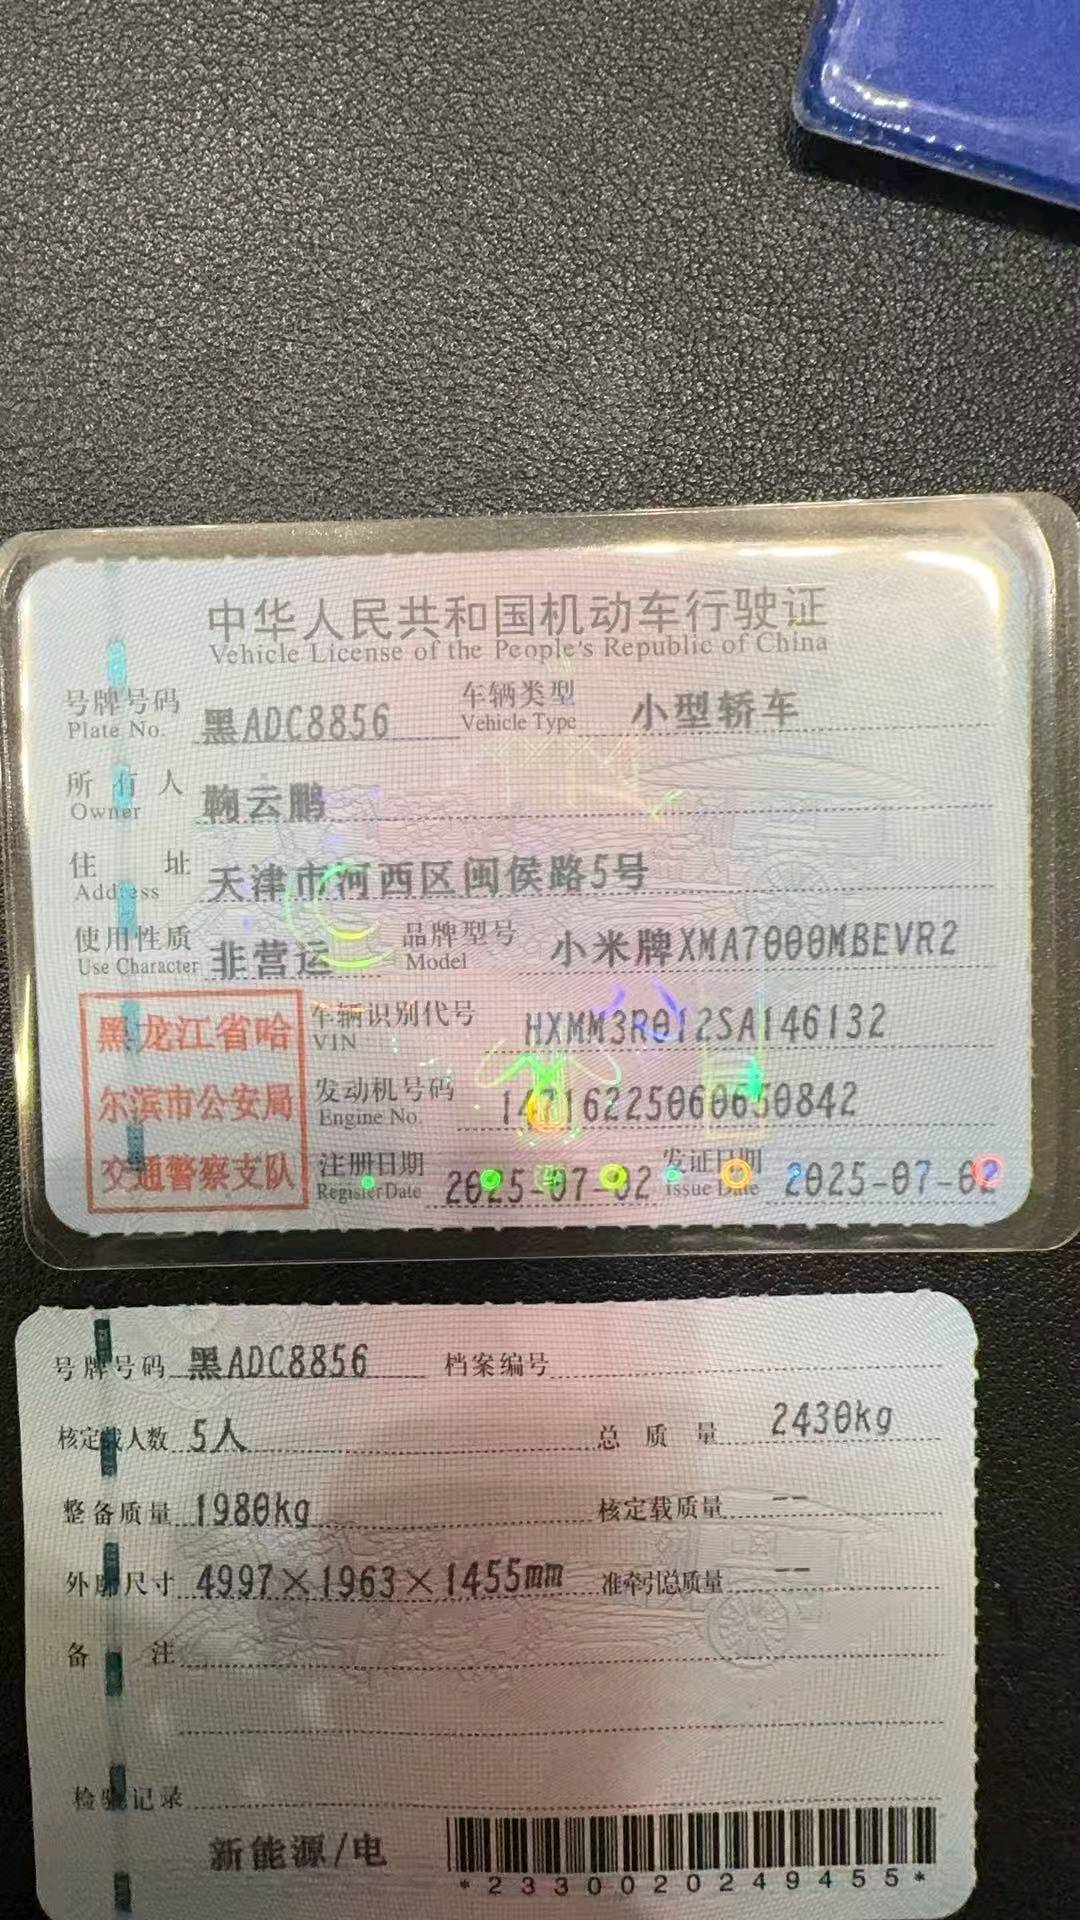 中华人民共和国机动车行驶证
Vehicle License of the People's Republic of China
号牌号码 黑ADC8856 车辆类型 小型轿车
Plate No. Vehicle Type
所有人 鞠云鹏
Owner
住址 天津市河西区闽侯路5号
Address
使用性质 非营运 品牌型号 小米牌XMA7000MBEVR2
Use Character Model
黑龙江省哈
尔滨市公安局
交通警察支队
车辆识别代号 HXMM3R012SA146132
VIN
发动机号码
Engine No.
注册日期 2025-07-02 发证日期 2025-07-02
Register Date Issue Date
号牌号码 黑ADC8856 档案编号
核定载人数 5人 总质量 2430kg
整备质量 1980kg 核定载质量 --
外廓尺寸 4997×1963×1455mm 准牵引总质量 --
备注
检验记录
新能源/电
*2330020249455*